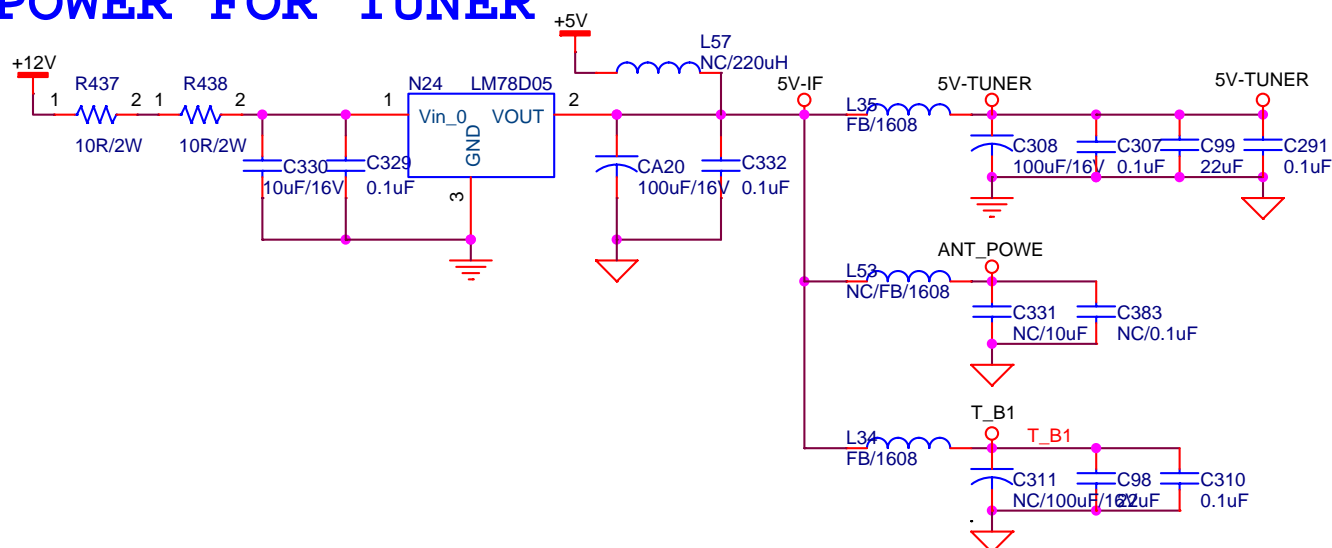 POWER FOR TUNER
+5V
+12V
L57
NC/220uH
R437
R438
N24 LM78D05
5V-IF
5V-TUNER
5V-TUNER
1 2 1 2
1
2
L35
FB/1608
Vin_0 VOUT
GND
3
10R/2W
10R/2W
C330
10uF/16V
C329
0.1uF
CA20
100uF/16V
C332
0.1uF
C308
100uF/16V
C307
0.1uF
C99
22uF
C291
0.1uF
ANT_POWE
L53
NC/FB/1608
C331
NC/10uF
C383
NC/0.1uF
T_B1
T_B1
L34
FB/1608
C311
NC/100uF/16V
C98
22uF
C310
0.1uF